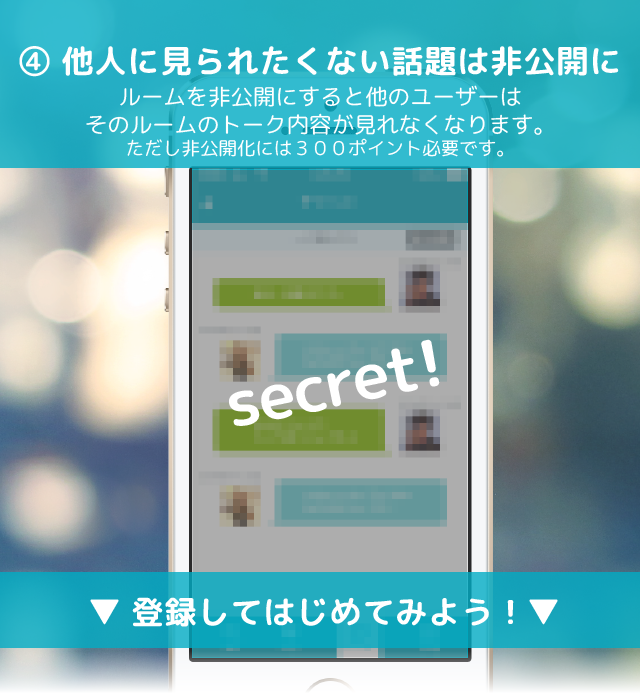 ④ 他人に見られたくない話題は非公開に
ルームを非公開にすると他のユーザーは
そのルームのトーク内容が見れなくなります。
ただし非公開化には３００ポイント必要です。
secret!
▼ 登録してはじめてみよう！▼